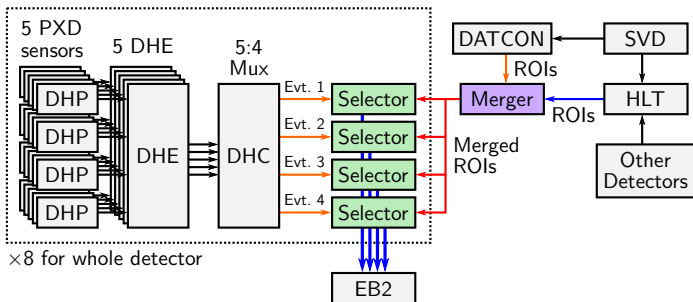 5 PXD
sensors
5 DHE
5:4
Mux
DHP
DHP
DHP
DHP
DHE
DHC
Evt. 1
Evt. 2
Evt. 3
Evt. 4
Selector
Selector
Selector
Selector
×8 for whole detector
DATCON
SVD
ROIs
Merger
ROIs
HLT
Merged
ROIs
Other
Detectors
EB2